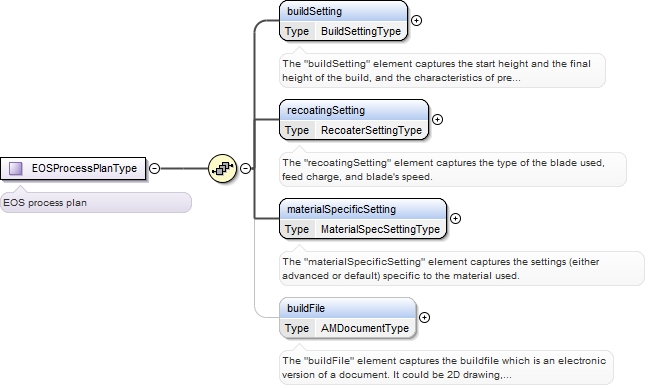 buildSetting
Type BuildSettingType
The "buildSetting" element captures the start height and the final
height of the build, and the characteristics of pre...
recoatingSetting
Type RecoaterSettingType
The "recoatingSetting" element captures the type of the blade used,
feed charge, and blade's speed.
EOSProcessPlanType
EOS process plan
materialSpecificSetting
Type MaterialSpecSettingType
The "materialSpecificSetting" element captures the settings (either
advanced or default) specific to the material used.
buildFile
Type AMDocumentType
The "buildFile" element captures the buildfile which is an electronic
version of a document. It could be 2D drawing,...